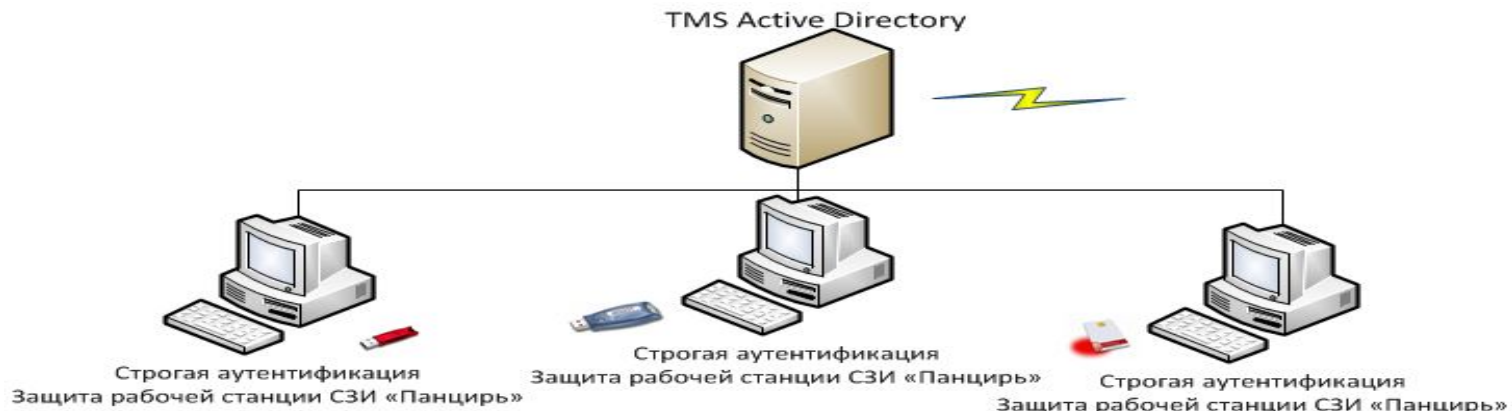 TMS Active Directory
Строгая аутентификация
Защита рабочей станции СЗИ «Панцирь»
Строгая аутентификация
Защита рабочей станции СЗИ «Панцирь»
Строгая аутентификация
Защита рабочей станции СЗИ «Панцирь»